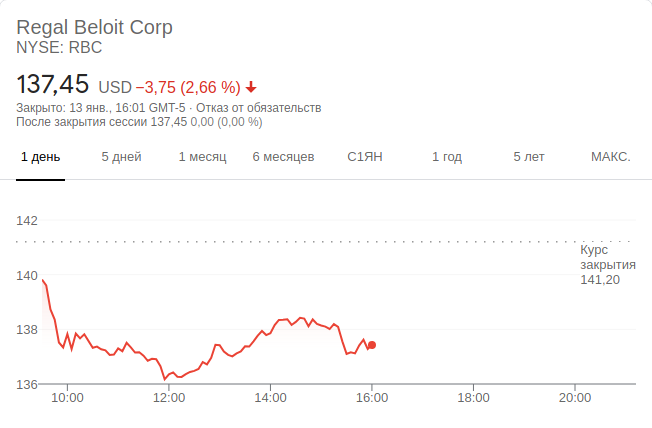 Regal Beloit Corp
NYSE: RBC
137,45 USD −3,75 (2,66 %)
Закрыто: 13 янв., 16:01 GMT-5 · Отказ от обязательств
После закрытия сессии 137,45 0,00 (0,00 %)
1 день 5 дней 1 месяц 6 месяцев С1ЯН 1 год 5 лет МАКС.
142
Курс
закрытия
141,20
140
138
136
10:00 12:00 14:00 16:00 18:00 20:00